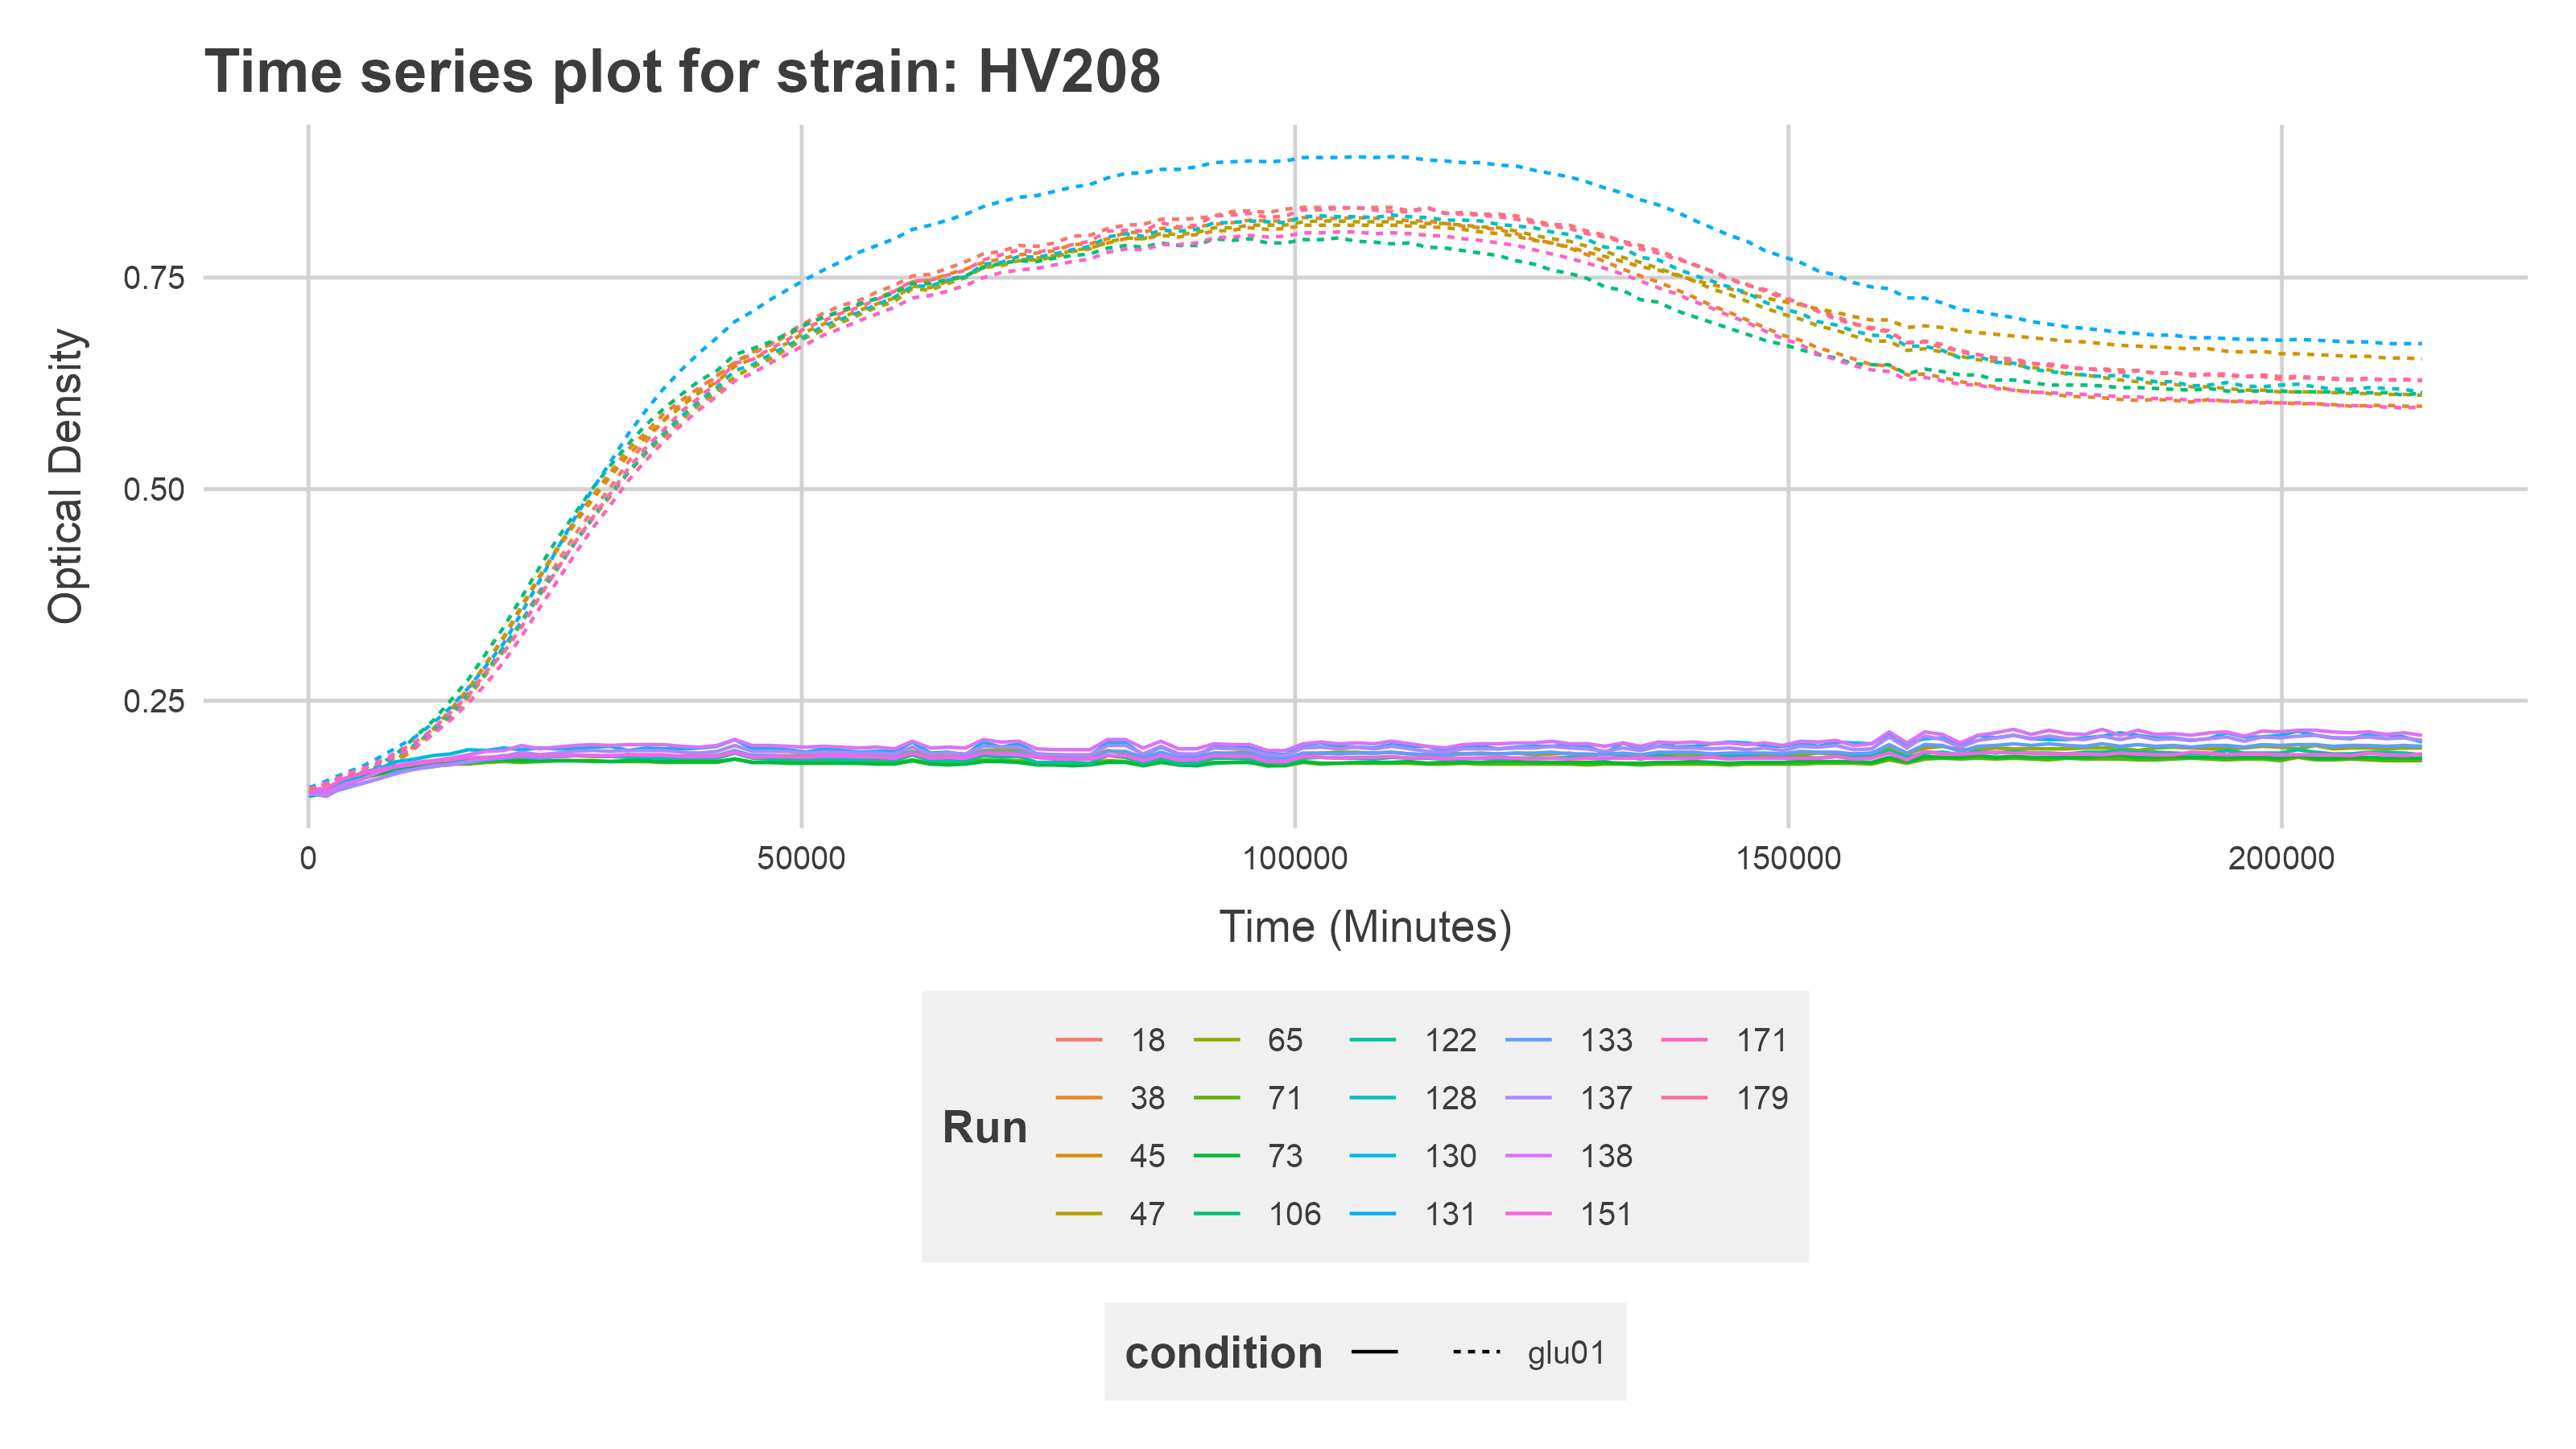 Time series plot for strain: HV208
Optical Density
0.75
0.50
0.25
0 50000 100000 150000 200000
Time (Minutes)
Run
18 65 122 133 171
38 71 128 137 179
45 73 130 138
47 106 131 151
condition glu01